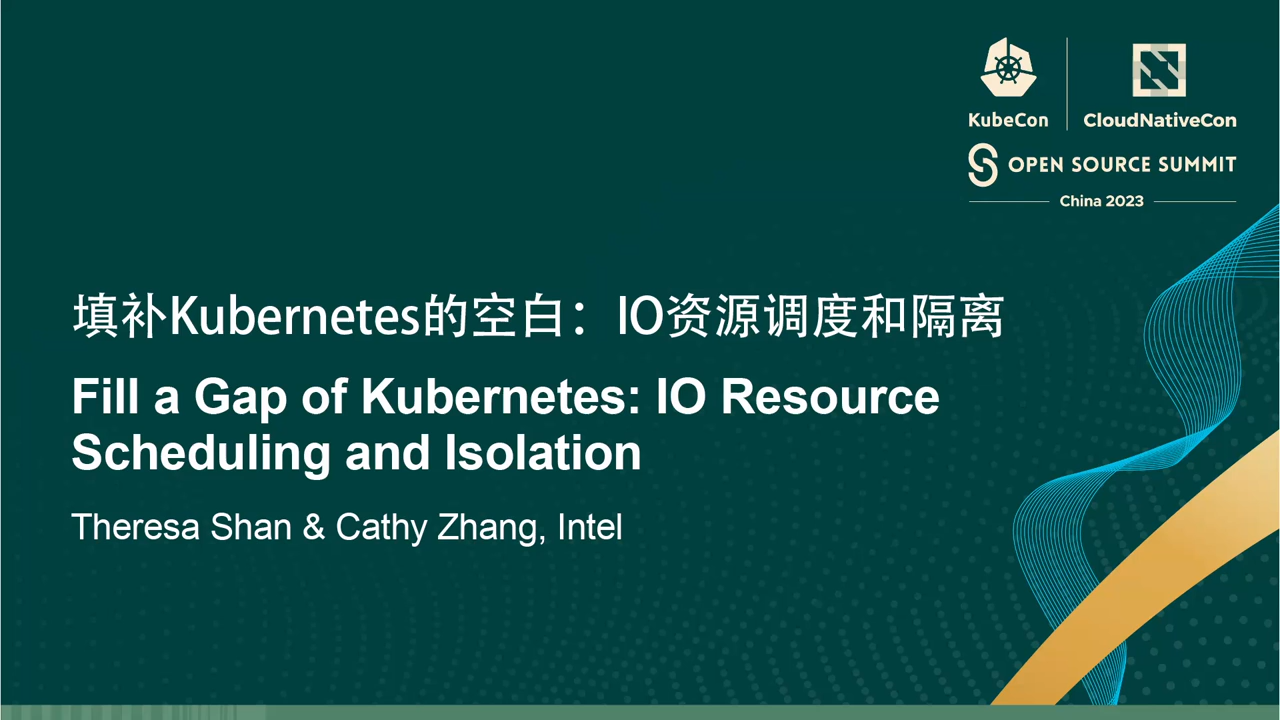 KubeCon
CloudNativeCon
OPEN SOURCE SUMMIT
China 2023
填补Kubernetes的空白：IO资源调度和隔离
Fill a Gap of Kubernetes: IO Resource
Scheduling and Isolation
Theresa Shan & Cathy Zhang, Intel